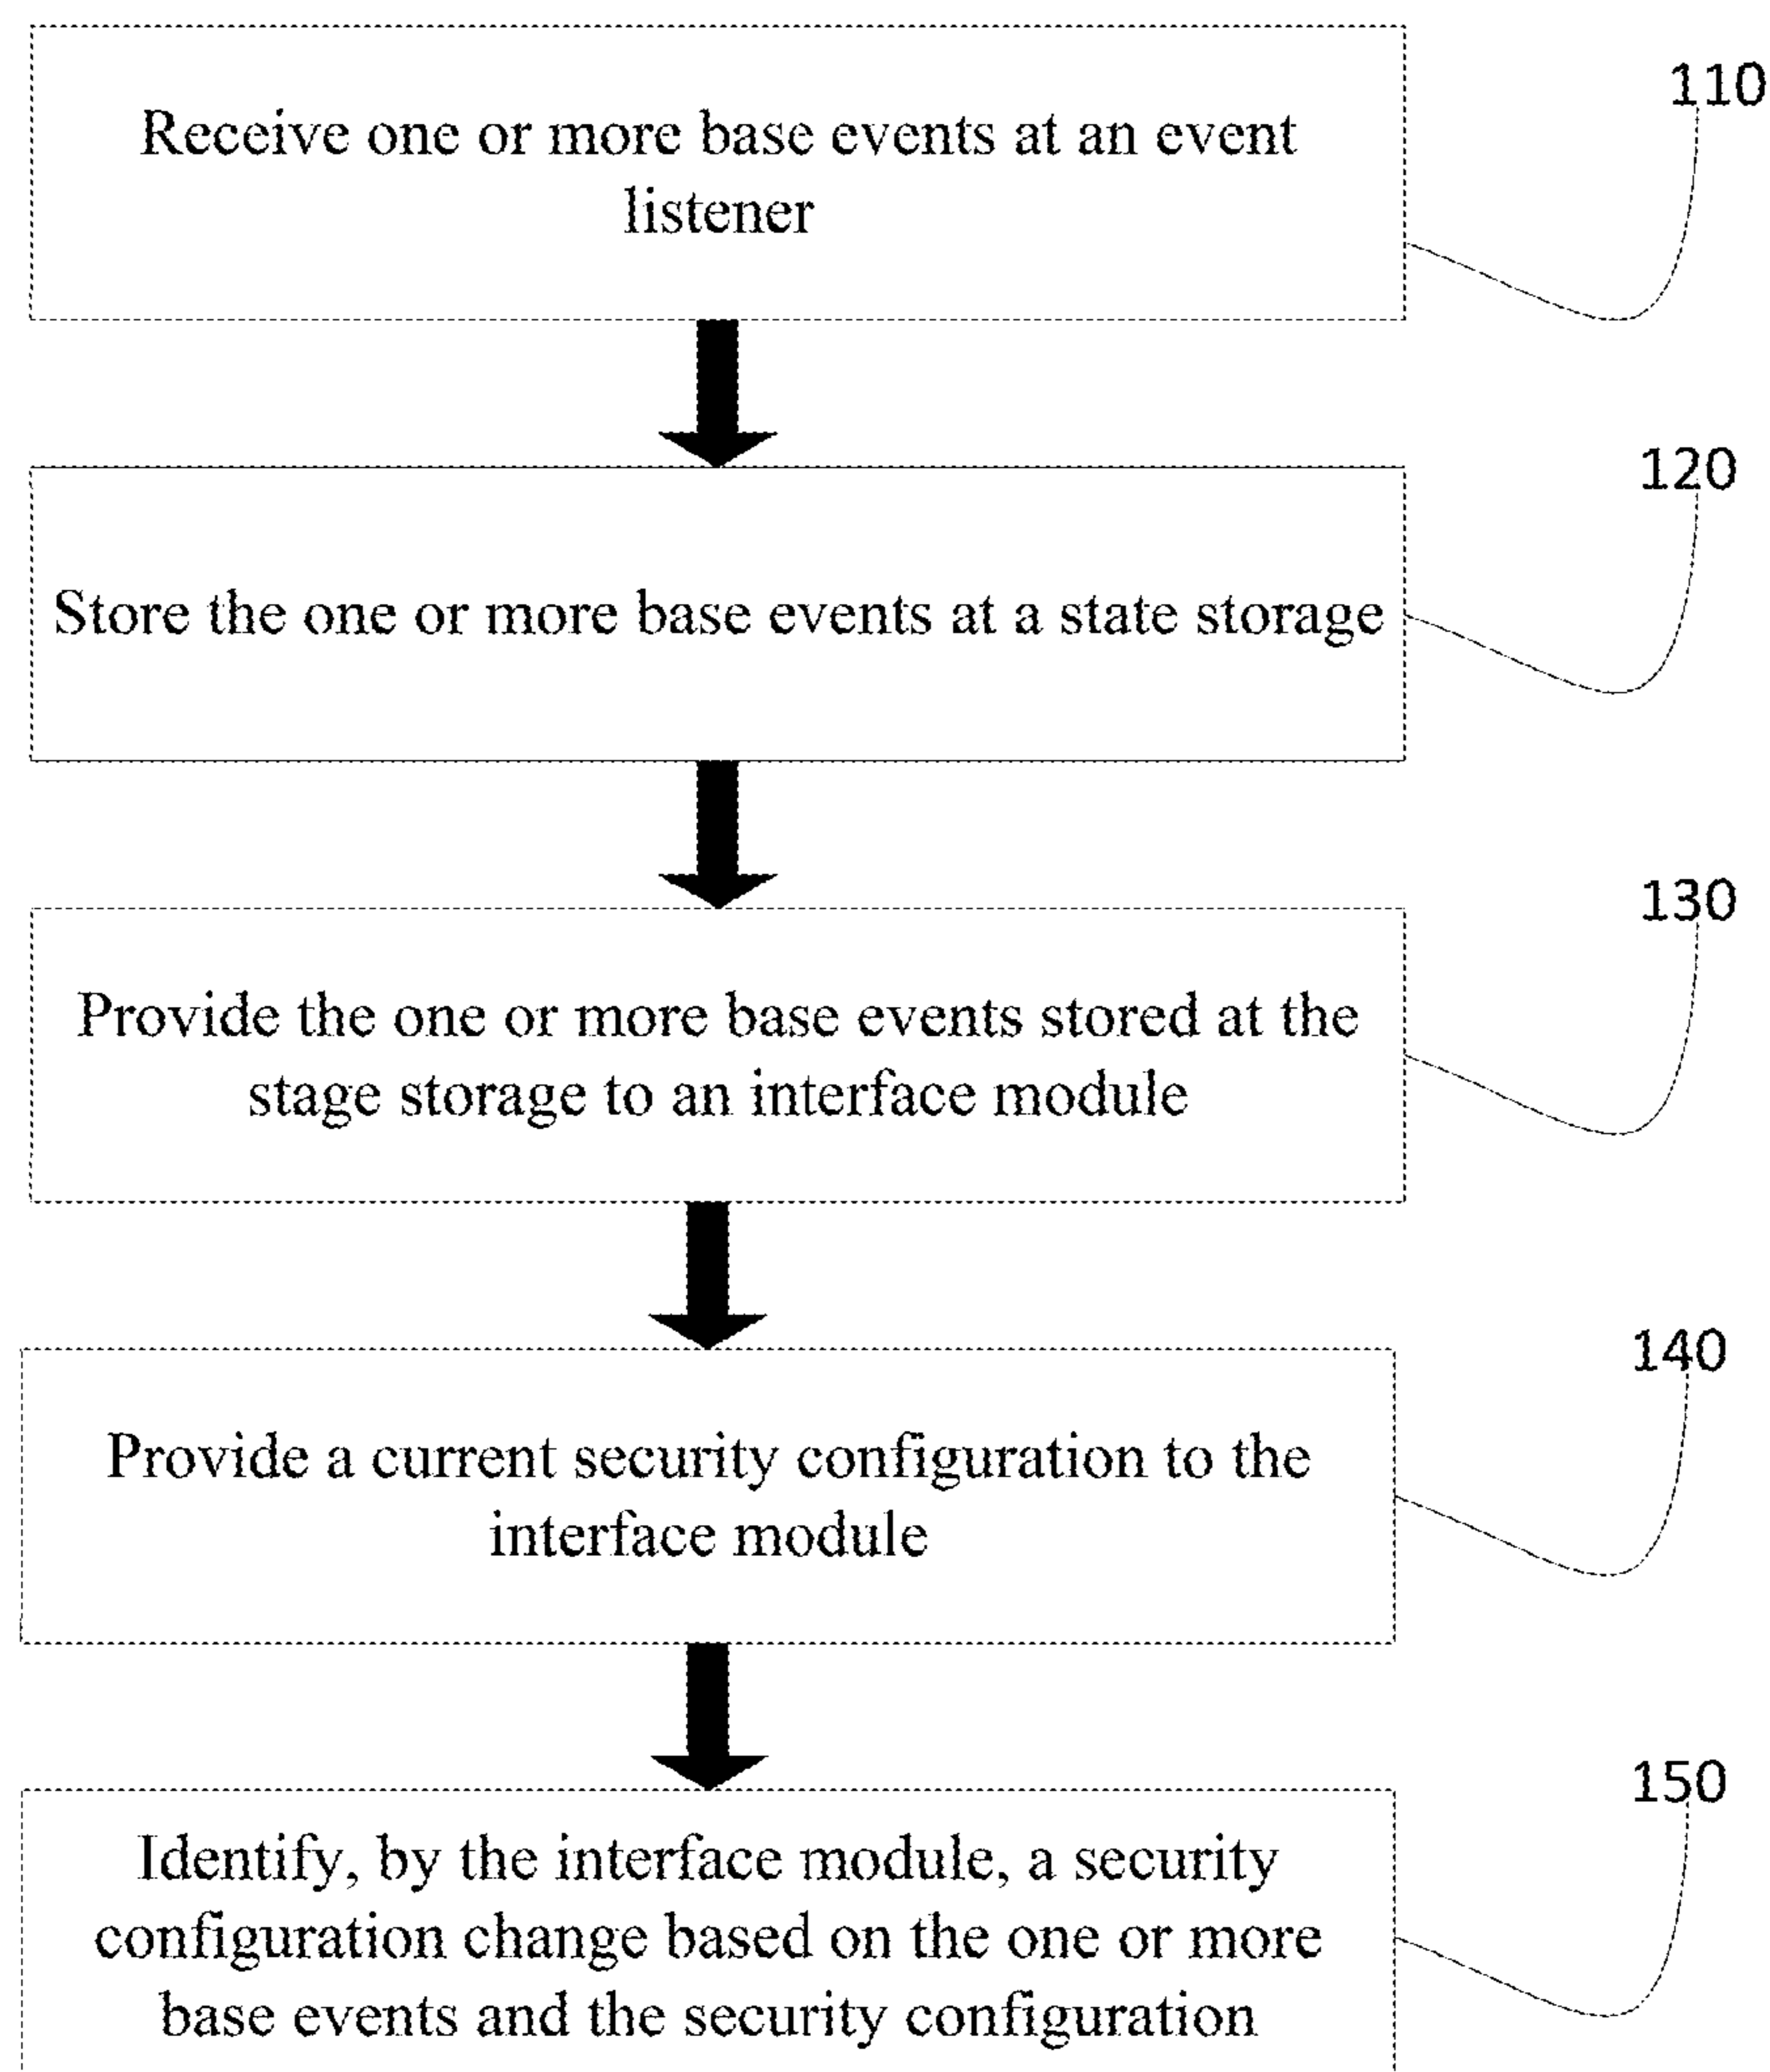 110
Receive one or more base events at an event
listener
120
Store the one or more base events at a state storage
130
Provide the one or more base events stored at the
stage storage to an interface module
140
Provide a current security configuration to the
interface module
150
Identify, by the interface module, a security
configuration change based on the one or more
base events and the security configuration